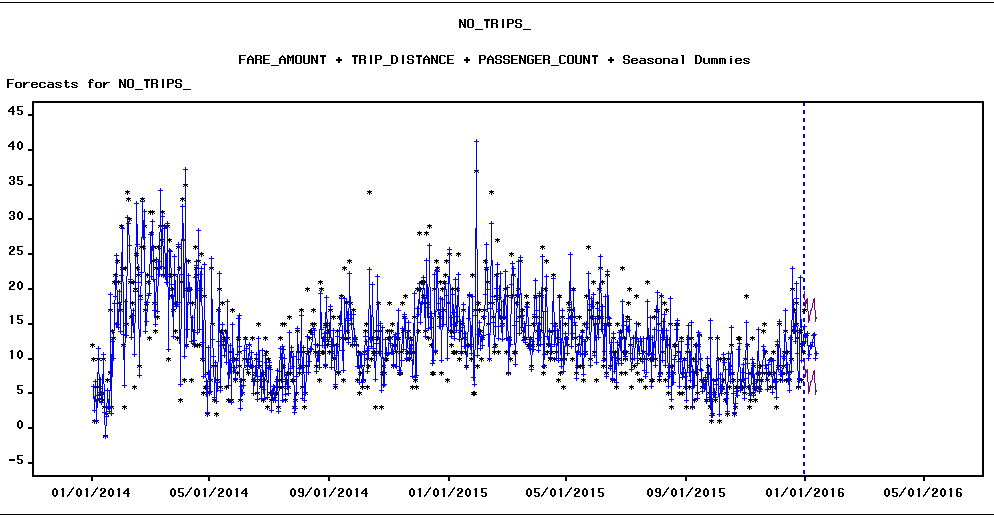 NO_TRIPS_
FARE_AMOUNT + TRIP_DISTANCE + PASSENGER_COUNT + Seasonal Dummies
Forecasts for NO_TRIPS_
45
40
35
30
25
20
15
10
5
0
-5
01/01/2014 05/01/2014 09/01/2014 01/01/2015 05/01/2015 09/01/2015 01/01/2016 05/01/2016